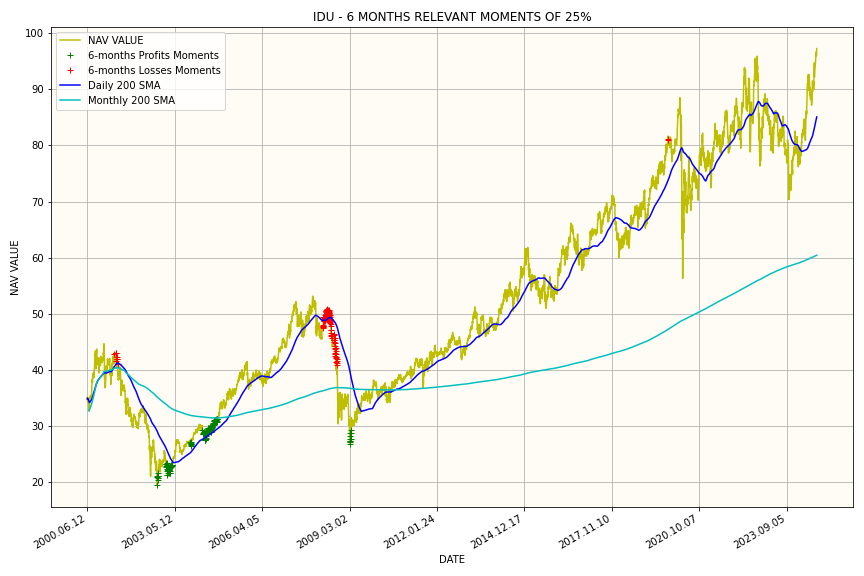 IDU - 6 MONTHS RELEVANT MOMENTS OF 25%
NAV VALUE
6-months Profits Moments
6-months Losses Moments
Daily 200 SMA
Monthly 200 SMA
100
90
80
70
60
50
40
30
20
NAV VALUE
2000.06.12
2003.05.12
2006.04.05
2009.03.02
2012.01.24
2014.12.17
2017.11.10
2020.10.07
2023.09.05
DATE